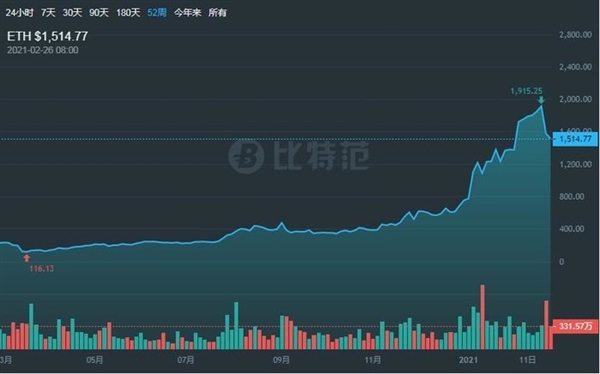 24小时 7天 30天 90天 180天 52周 今年来 所有
ETH $1,514.77
2021-02-26 08:00
2,800.00
2,400.00
1,915.25
2,000.00
1,600.00
1,514.77
比特范
1,200.00
800.00
400.00
116.13
0
331.57万
3月 05月 07月 09月 11月 2021 11日